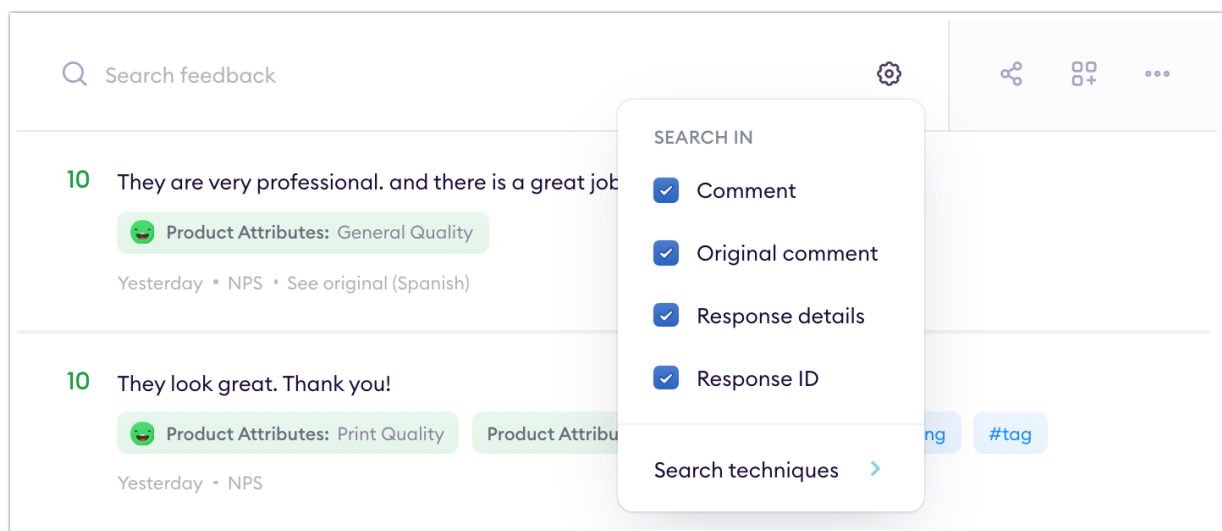 Search feedback
SEARCH IN
Comment
Original comment
Response details
Response ID
Search techniques
10 They are very professional. and there is a great job
Product Attributes: General Quality
Yesterday • NPS • See original (Spanish)
10 They look great. Thank you!
Product Attributes: Print Quality Product Attribu ng #tag
Yesterday • NPS